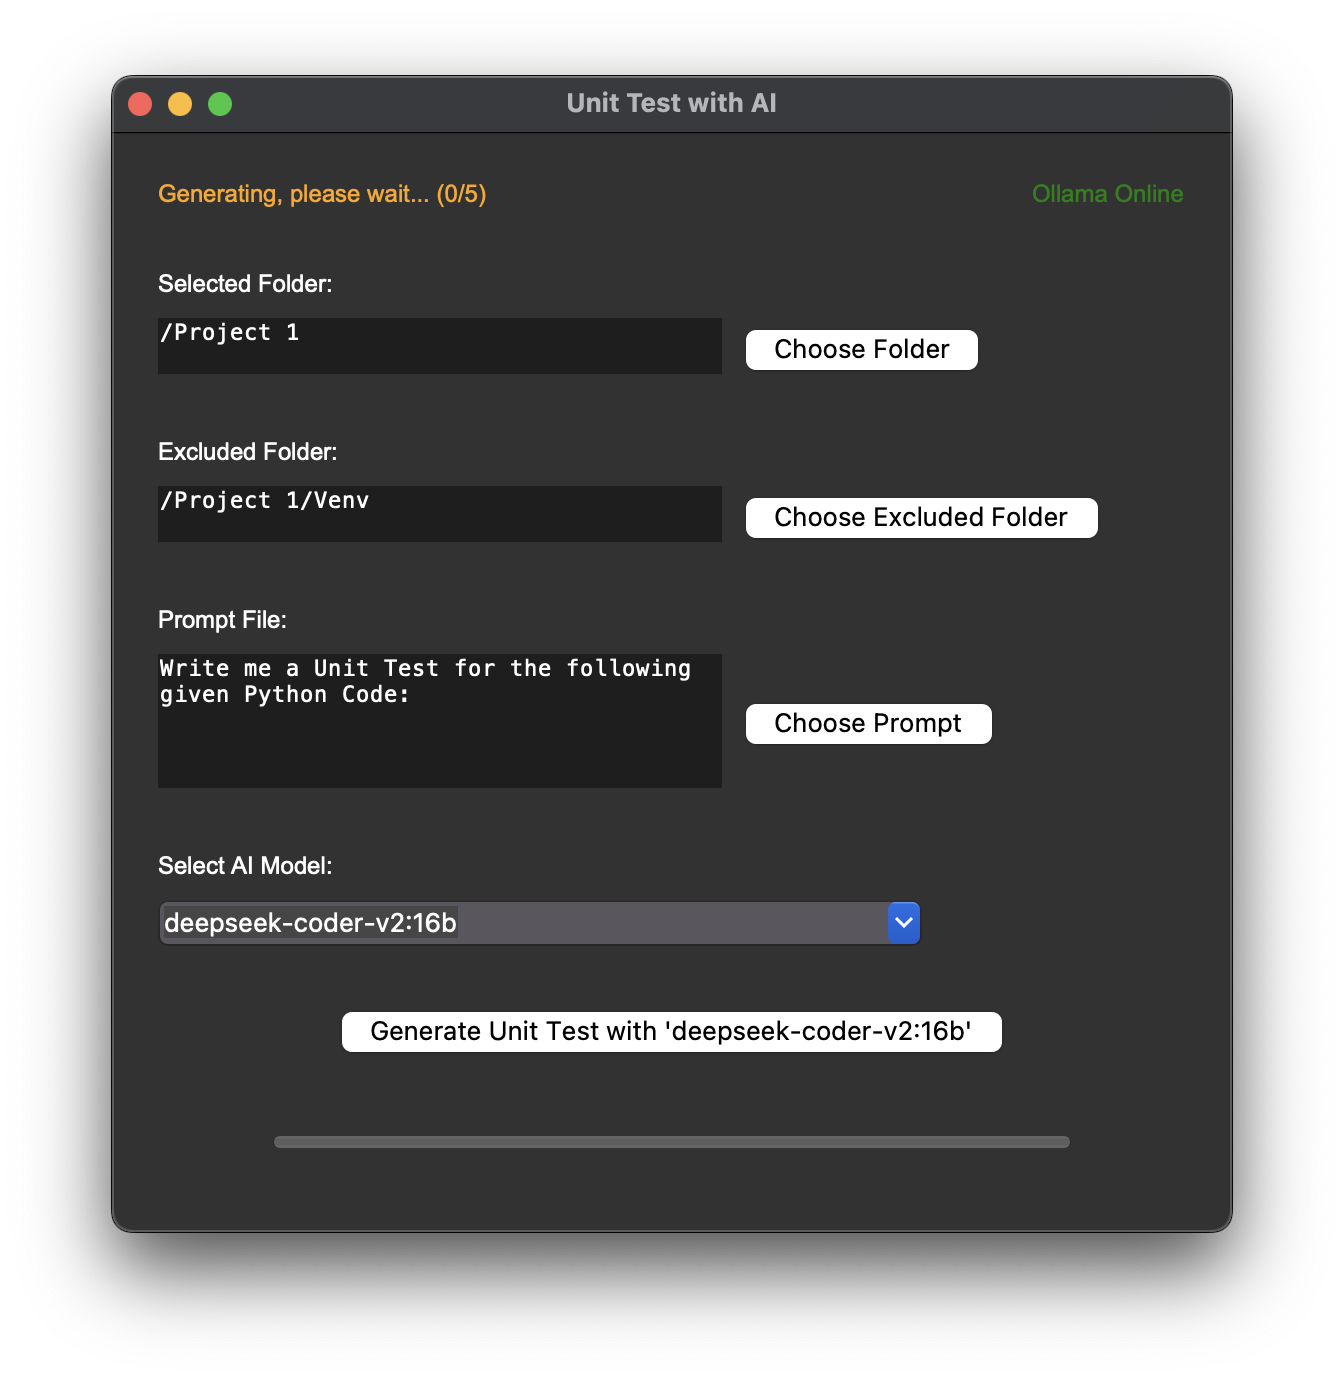 Unit Test with AI
Generating, please wait... (0/5)
Ollama Online
Selected Folder:
/Project 1
Choose Folder
Excluded Folder:
/Project 1/Venv
Choose Excluded Folder
Prompt File:
Write me a Unit Test for the following
given Python Code:
Choose Prompt
Select AI Model:
deepseek-coder-v2:16b
Generate Unit Test with 'deepseek-coder-v2:16b'